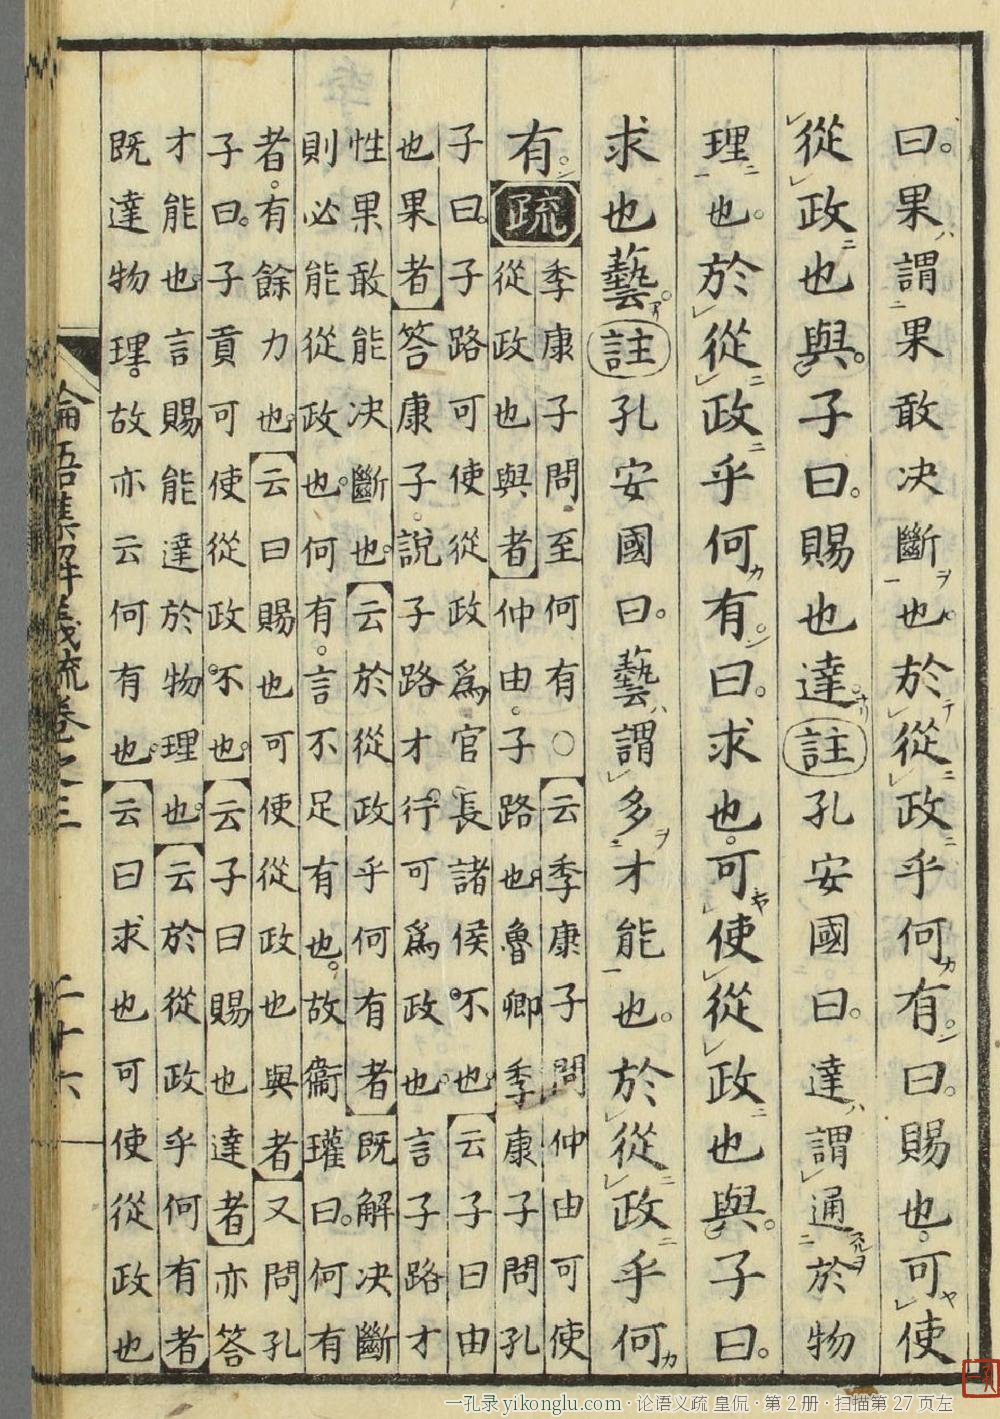 曰果謂果敢决斷也於從政乎何有曰賜也可使
從政也與子曰賜也達註孔安國曰達謂通於物
理也於從政乎何有曰求也可使從政也與子曰
求也藝註孔安國曰藝謂多才能也於從政乎何
有疏季康子問至何有○云季康子問仲由可使
從政也與者仲由子路也魯卿季康子問孔
子曰子路可使從政爲官長諸侯不也云子曰由
也果者答康子說子路才行可爲政也言子路才
性果敢能决斷也云於從政乎何有者既解决斷
則必能從政也何有言不足有也故衞瓘曰何有
者有餘力也云曰賜也可使從政也與者又問孔
子曰子貢可使從政不也云子曰賜也達者亦答
才能也言賜能達於物理也云於從政乎何有者
既達物理故亦云何有也云曰求也可使從政也
論語集解義疏卷之三 二十六
一孔录 yikonglu.com · 论语义疏 皇侃 · 第 2 册 · 扫描第 27 页左